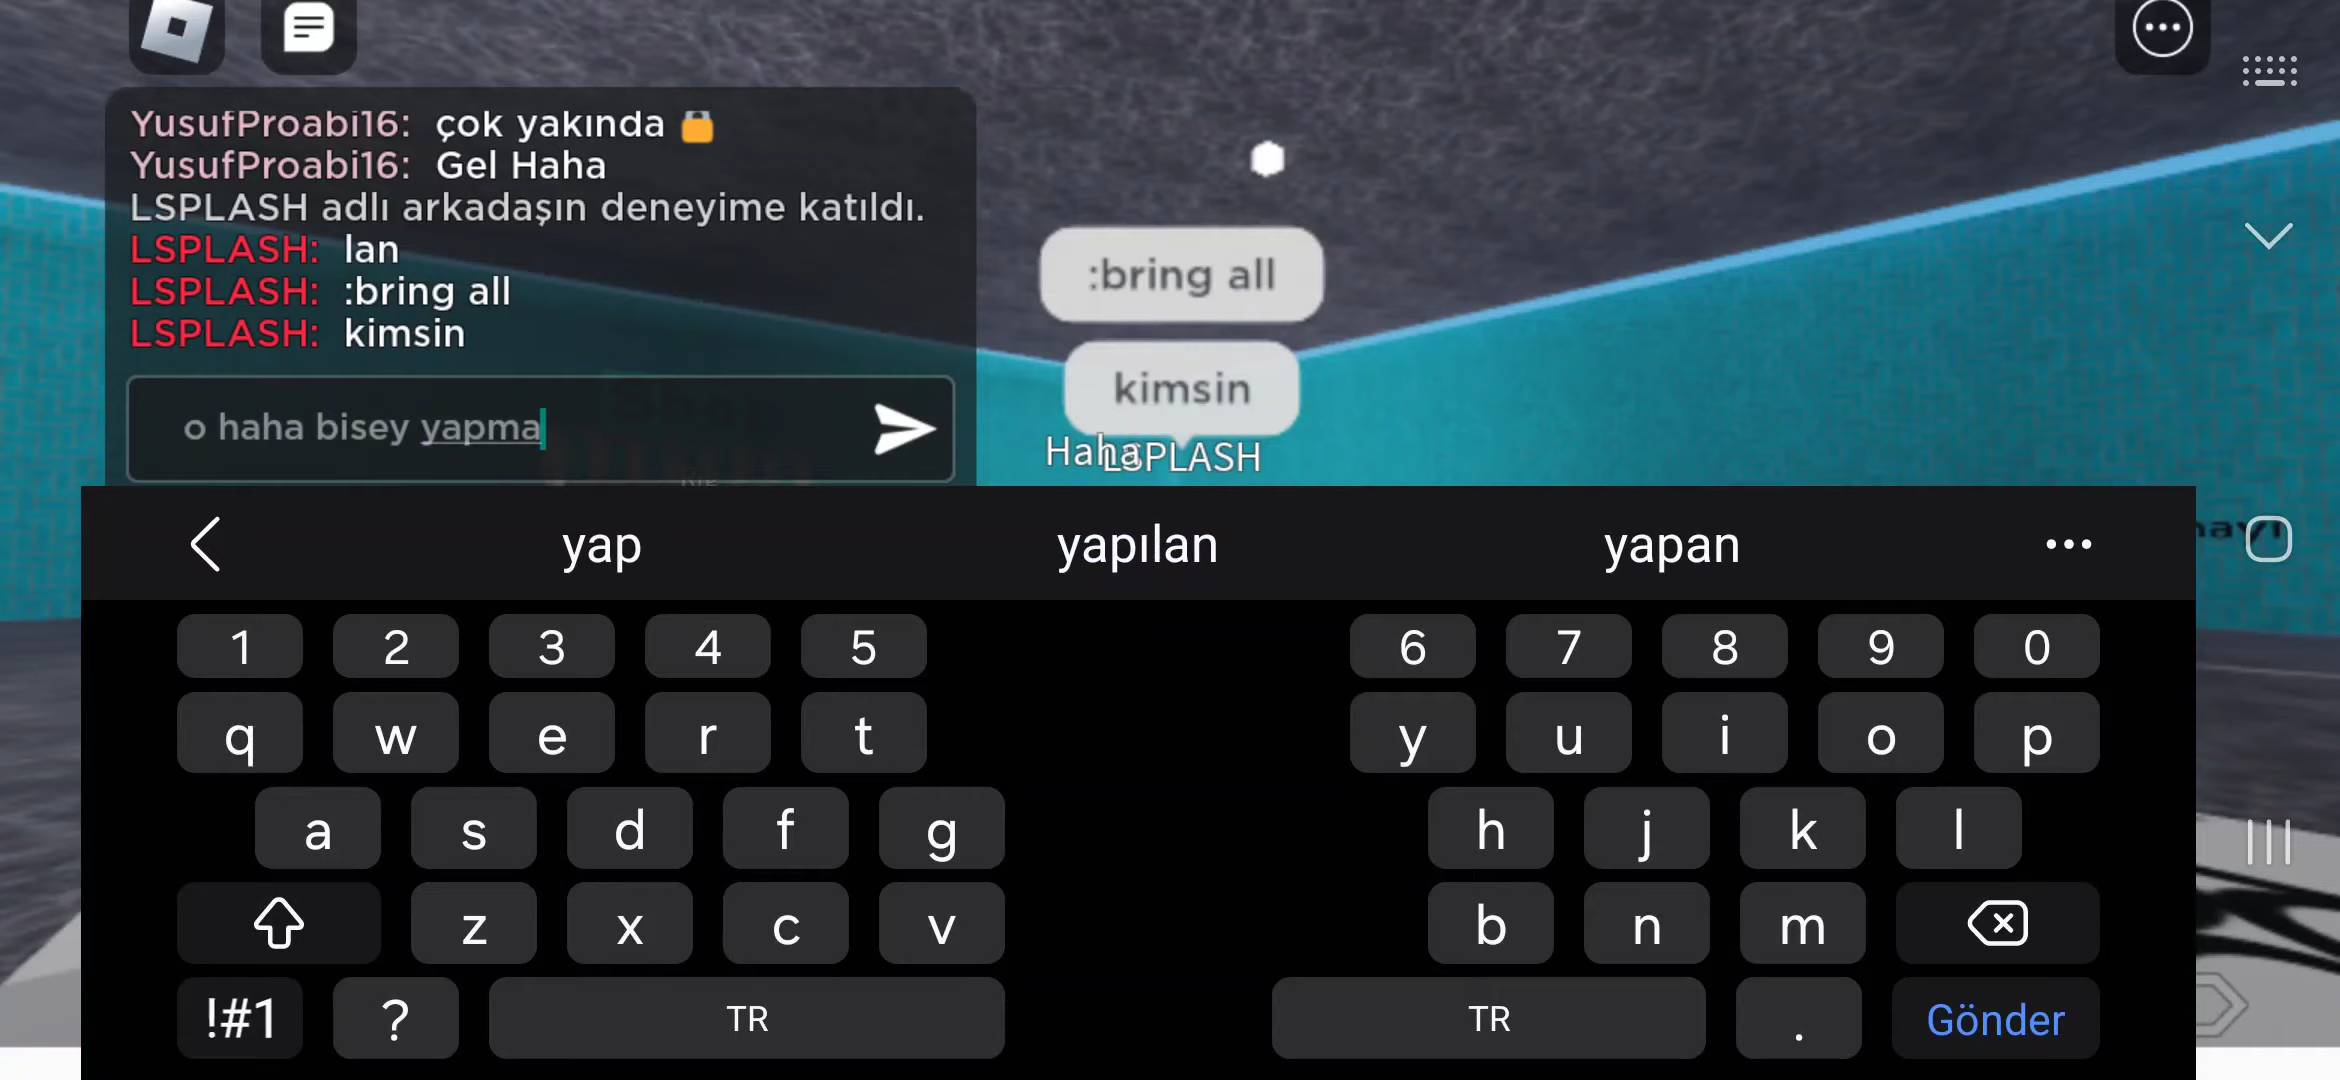 YusufProabi16: çok yakında 🔒
YusufProabi16: Gel Haha
LSPLASH adlı arkadaşın deneyime katıldı.
LSPLASH: lan
LSPLASH: :bring all
LSPLASH: kimsin
o haha bisey yapma
:bring all
kimsin
Haha
LSPLASH
yap yapılan yapan
1 2 3 4 5 6 7 8 9 0
q w e r t y u i o p
a s d f g h j k l
z x c v b n m
!#1 ? TR TR . Gönder